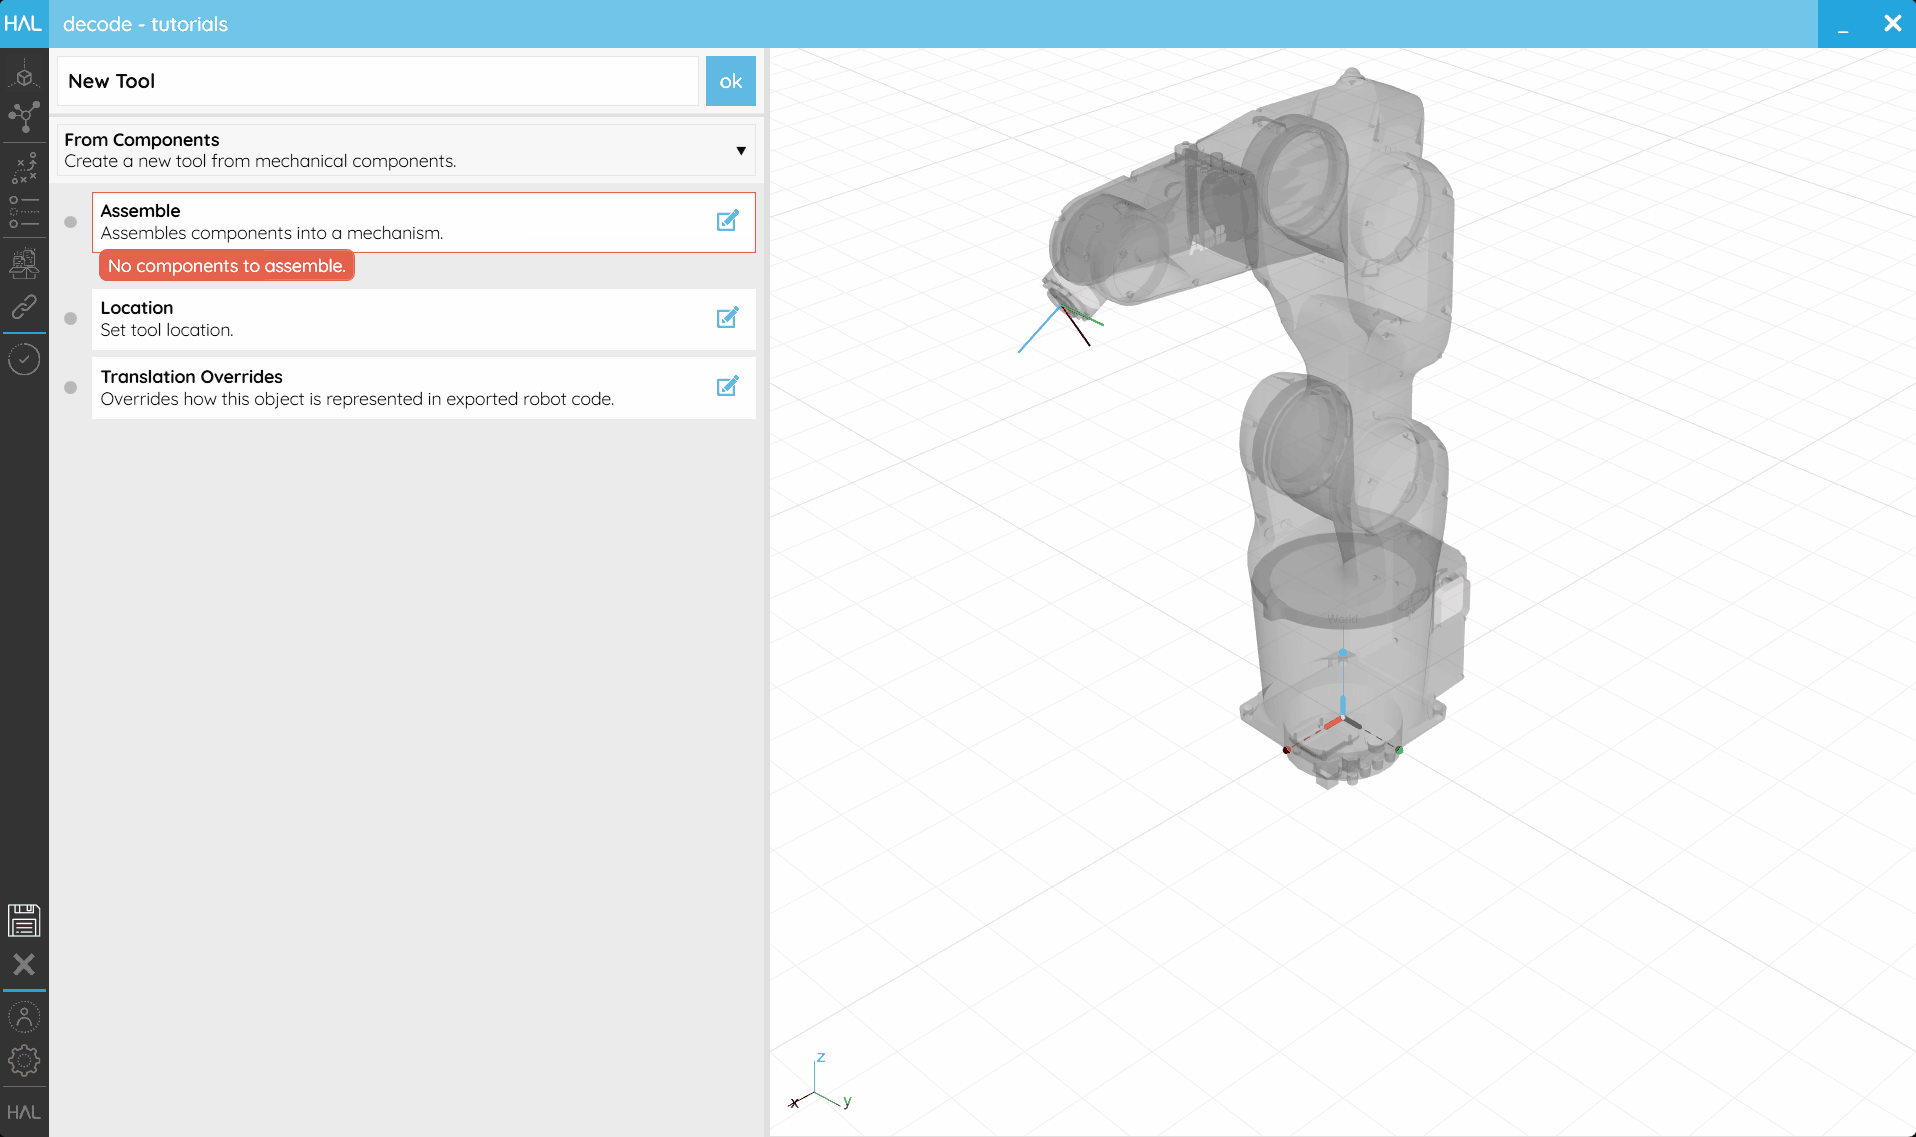 HAL decode - tutorials
New Tool
ok
From Components
Create a new tool from mechanical components.
Assemble
Assembles components into a mechanism.
No components to assemble.
Location
Set tool location.
Translation Overrides
Overrides how this object is represented in exported robot code.
ABB
World
z
x
y
HAL